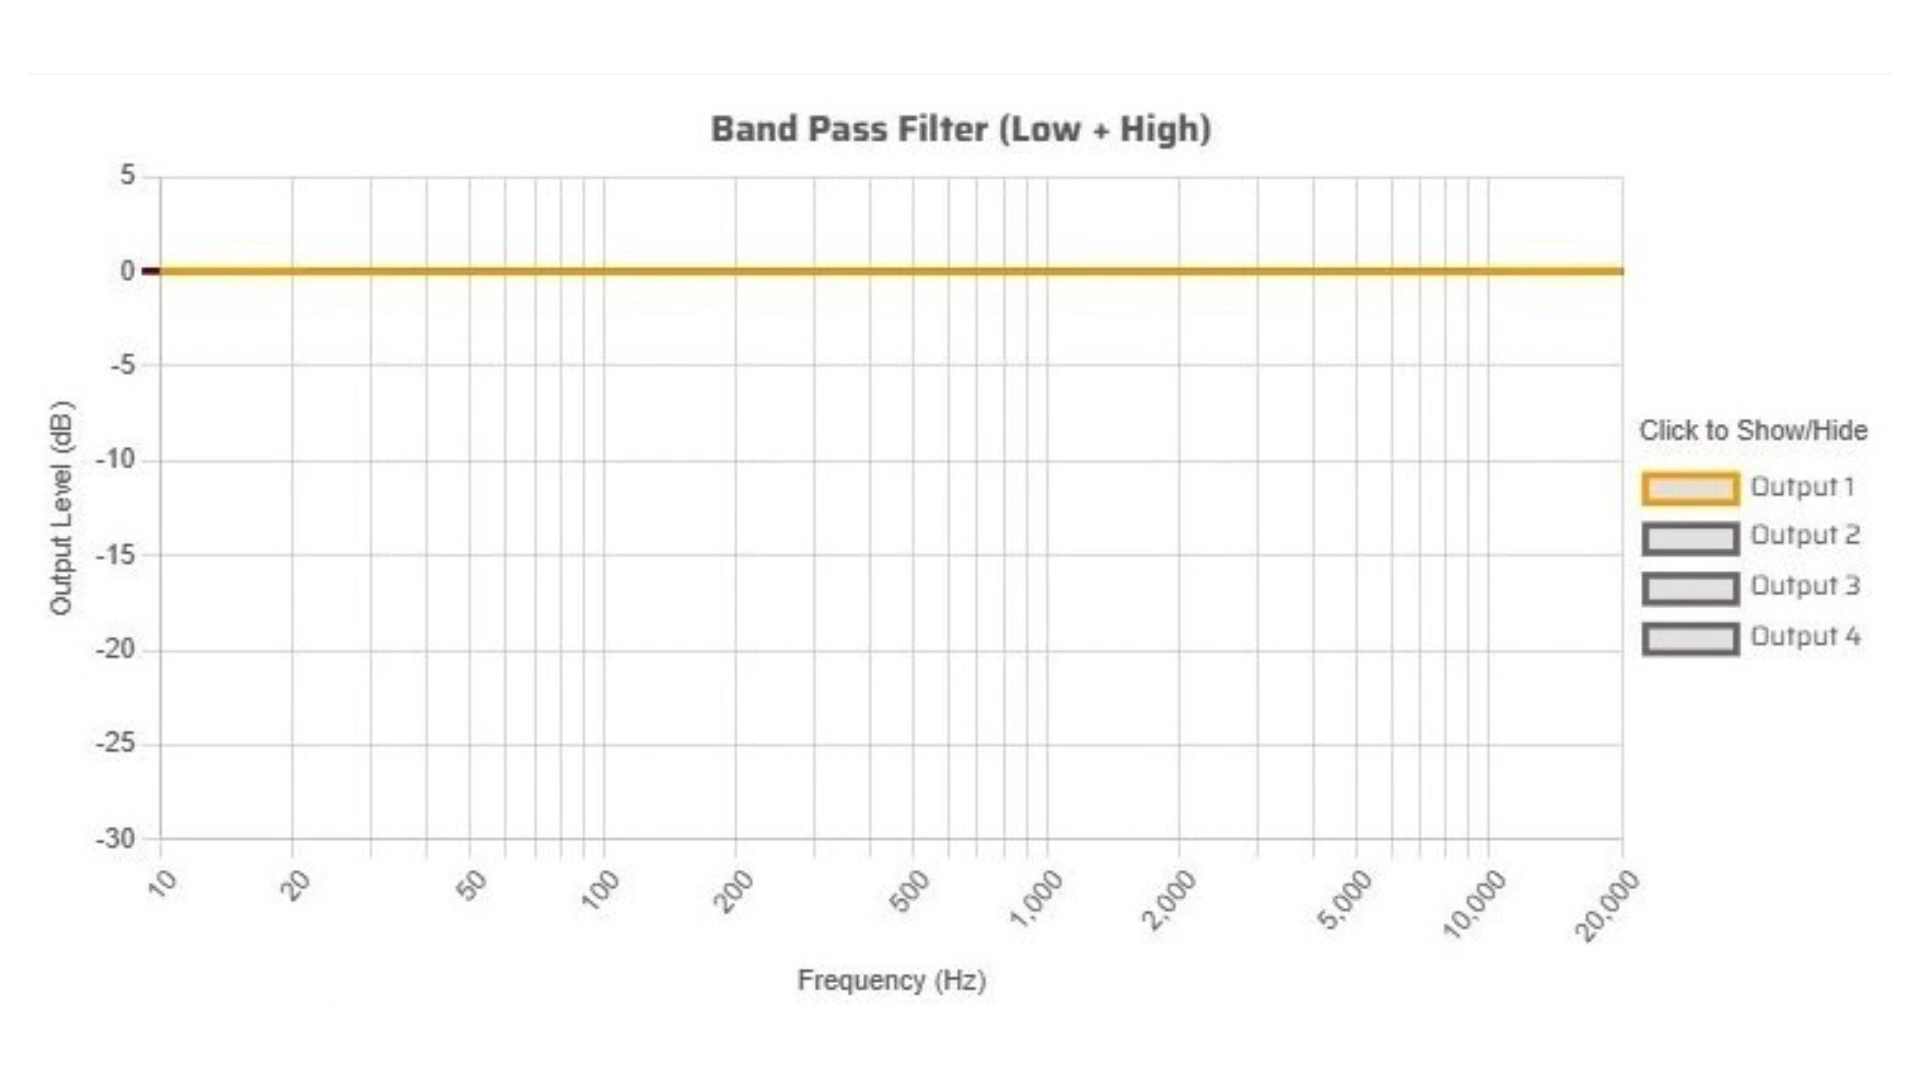 Band Pass Filter (Low + High)
5
0
-5
-10
-15
-20
-25
-30
Output Level (dB)
10
20
50
100
200
500
1,000
2,000
5,000
10,000
20,000
Frequency (Hz)
Click to Show/Hide
Output 1
Output 2
Output 3
Output 4